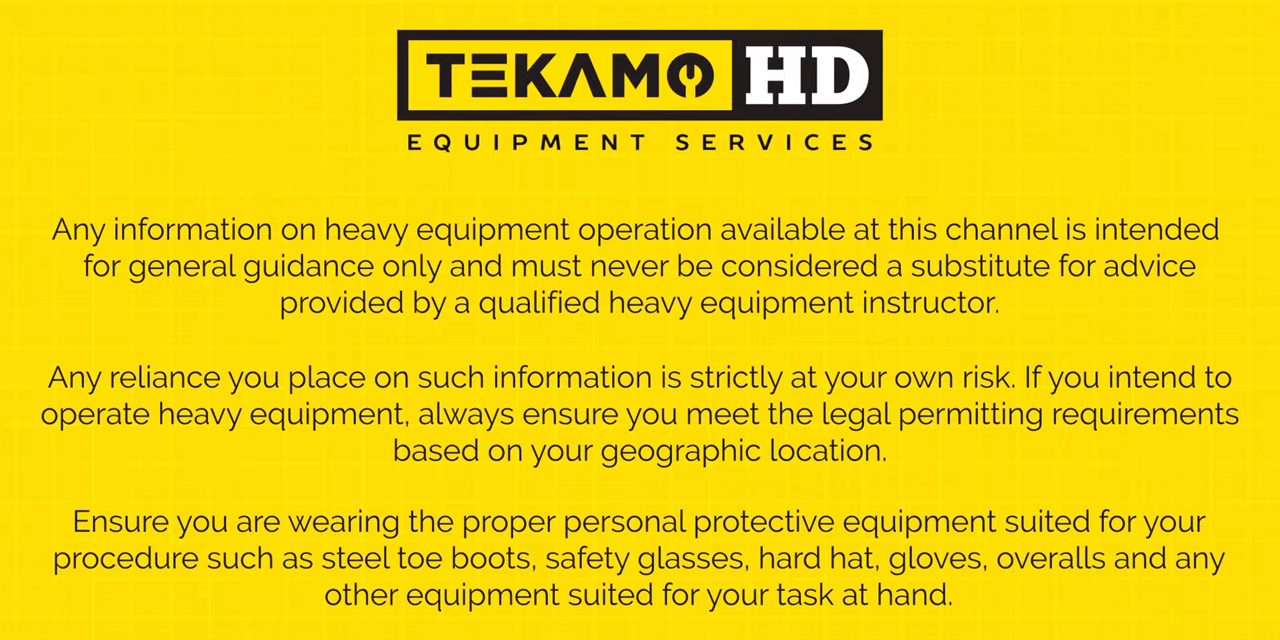 TEKAMO HD
EQUIPMENT SERVICES
Any information on heavy equipment operation available at this channel is intended
for general guidance only and must never be considered a substitute for advice
provided by a qualified heavy equipment instructor.
Any reliance you place on such information is strictly at your own risk. If you intend to
operate heavy equipment, always ensure you meet the legal permitting requirements
based on your geographic location.
Ensure you are wearing the proper personal protective equipment suited for your
procedure such as steel toe boots, safety glasses, hard hat, gloves, overalls and any
other equipment suited for your task at hand.